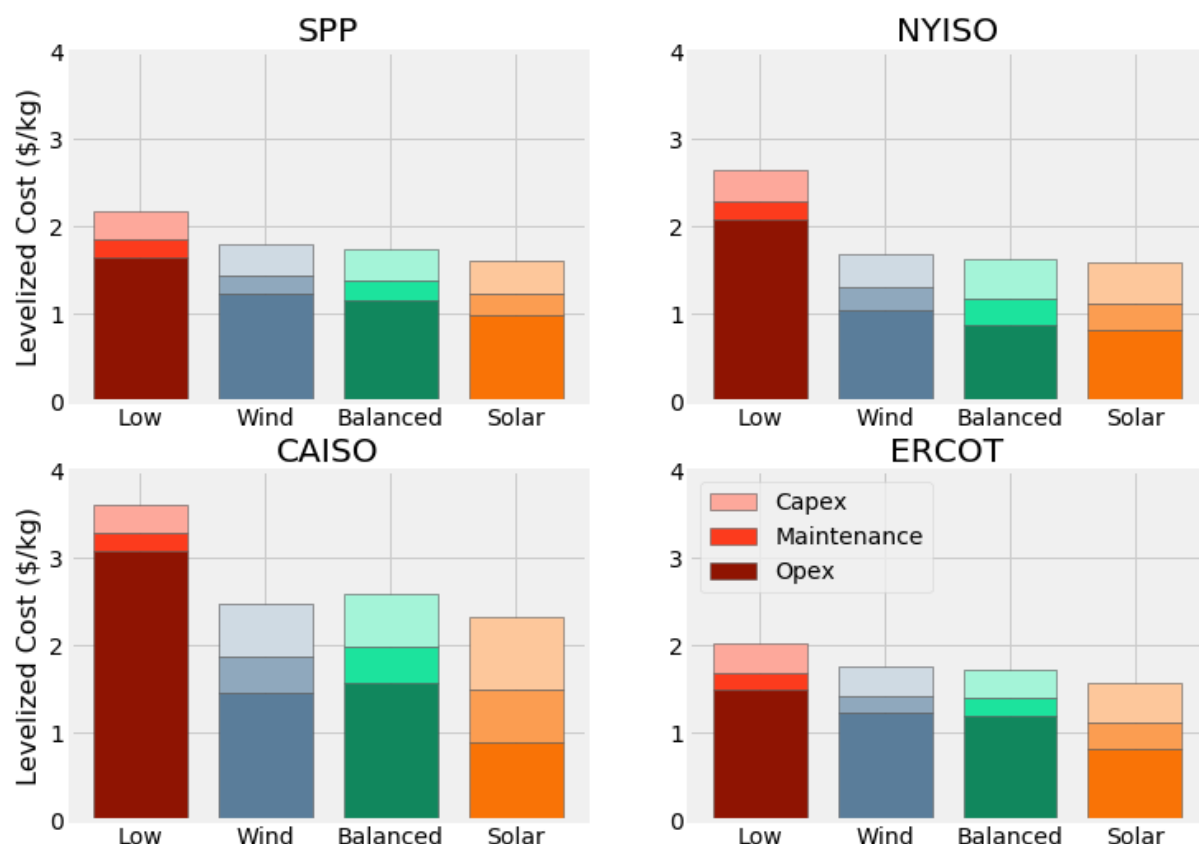 SPP
Levelized Cost ($/kg)
4
3
2
1
0
Low Wind Balanced Solar
NYISO
4
3
2
1
0
Low Wind Balanced Solar
CAISO
Levelized Cost ($/kg)
4
3
2
1
0
Low Wind Balanced Solar
ERCOT
4
3
2
1
0
Capex
Maintenance
Opex
Low Wind Balanced Solar